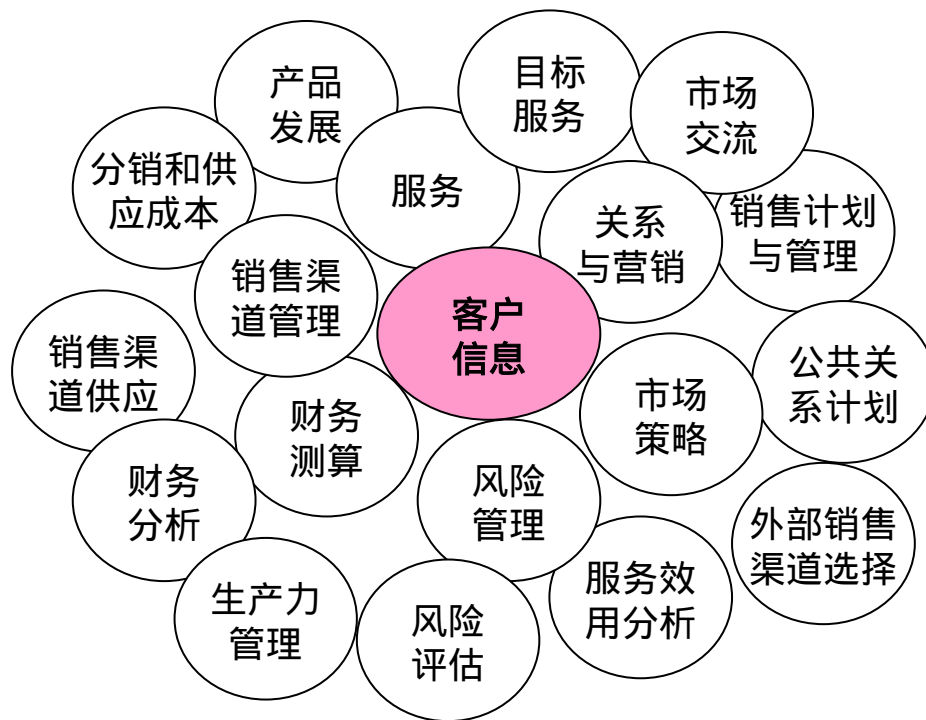 产品
发展
目标
服务
市场
交流
分销和供
应成本
服务
关系
与营销
销售计划
与管理
销售渠
道管理
客户
信息
销售渠
道供应
公共关
系计划
市场
策略
财务
测算
财务
分析
风险
管理
外部销售
渠道选择
服务效
用分析
生产力
管理
风险
评估